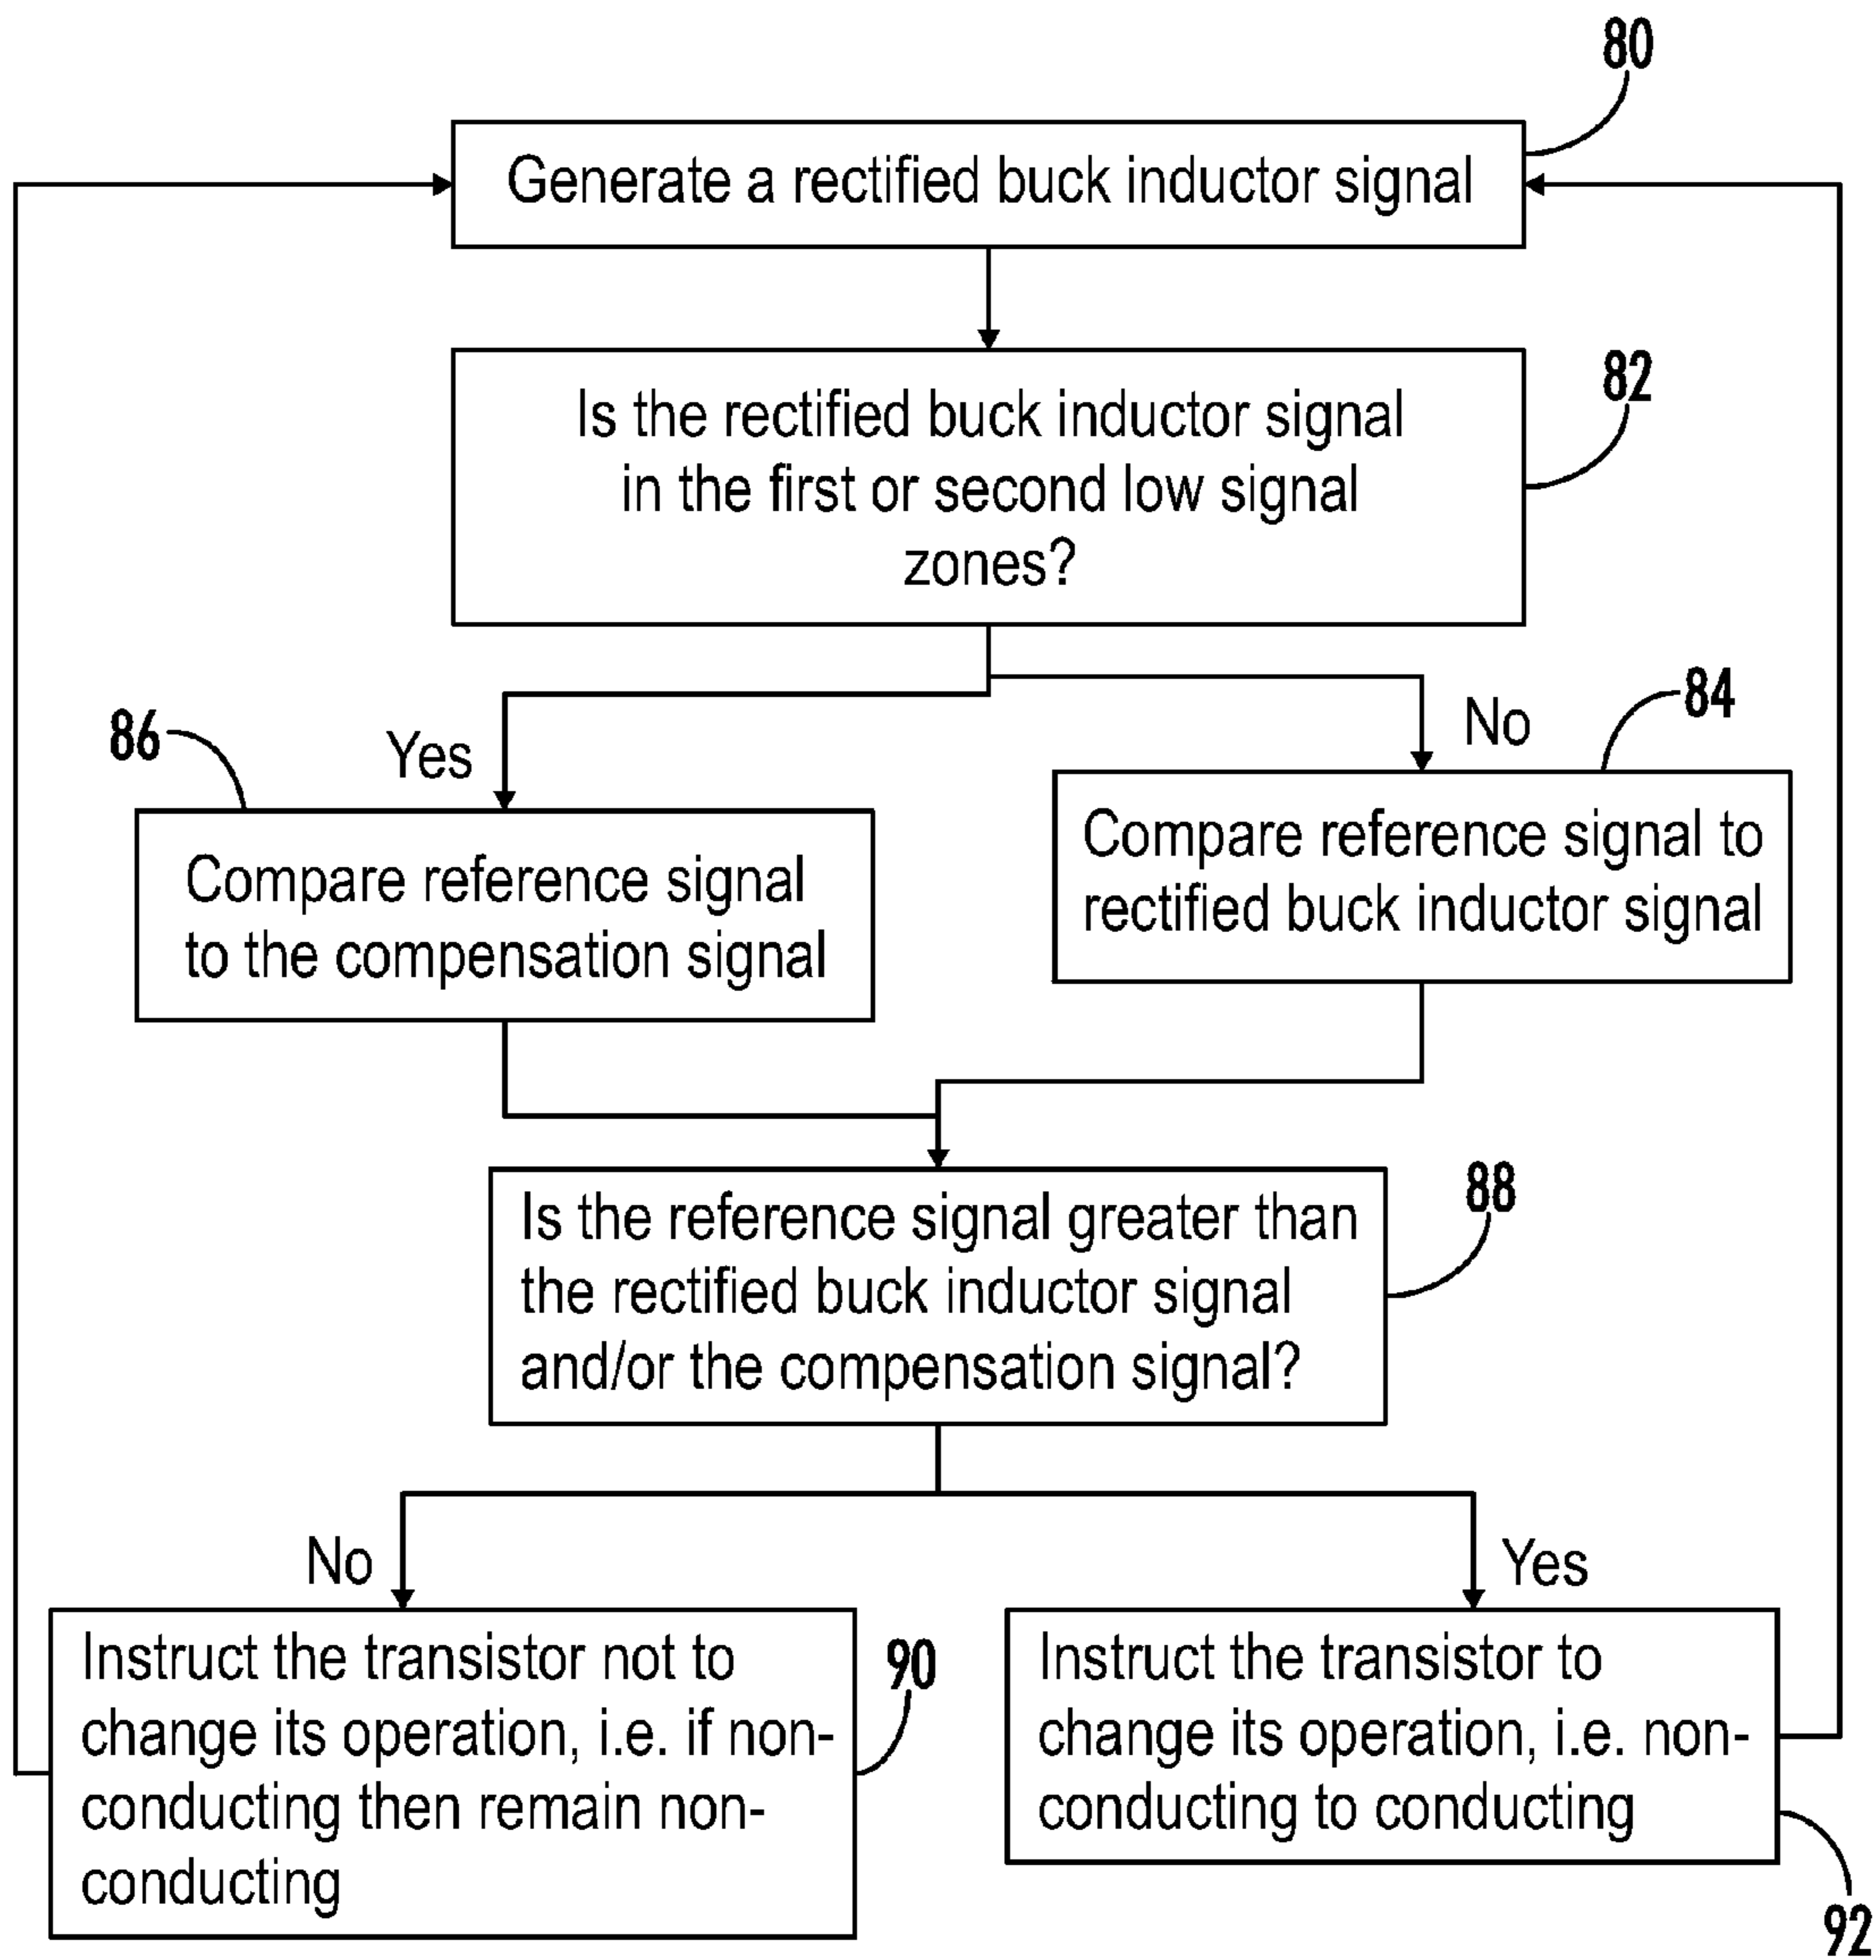 80
Generate a rectified buck inductor signal
82
Is the rectified buck inductor signal
in the first or second low signal
zones?
86
Yes
No
84
Compare reference signal
to the compensation signal
Compare reference signal to
rectified buck inductor signal
88
Is the reference signal greater than
the rectified buck inductor signal
and/or the compensation signal?
No
Yes
Instruct the transistor not to
change its operation, i.e. if non-
conducting then remain non-
conducting
90
Instruct the transistor to
change its operation, i.e. non-
conducting to conducting
92